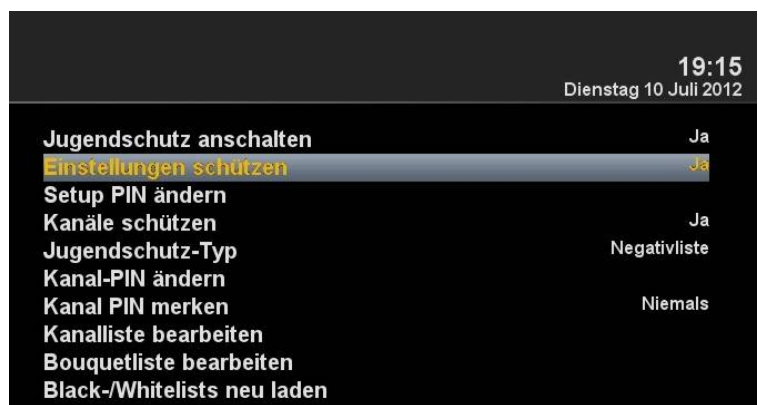 19:15
Dienstag 10 Juli 2012
Jugendschutz anschalten Ja
Einstellungen schützen Ja
Setup PIN ändern
Kanäle schützen Ja
Jugendschutz-Typ Negativliste
Kanal-PIN ändern
Kanal PIN merken Niemals
Kanalliste bearbeiten
Bouquetliste bearbeiten
Black-/Whitelists neu laden